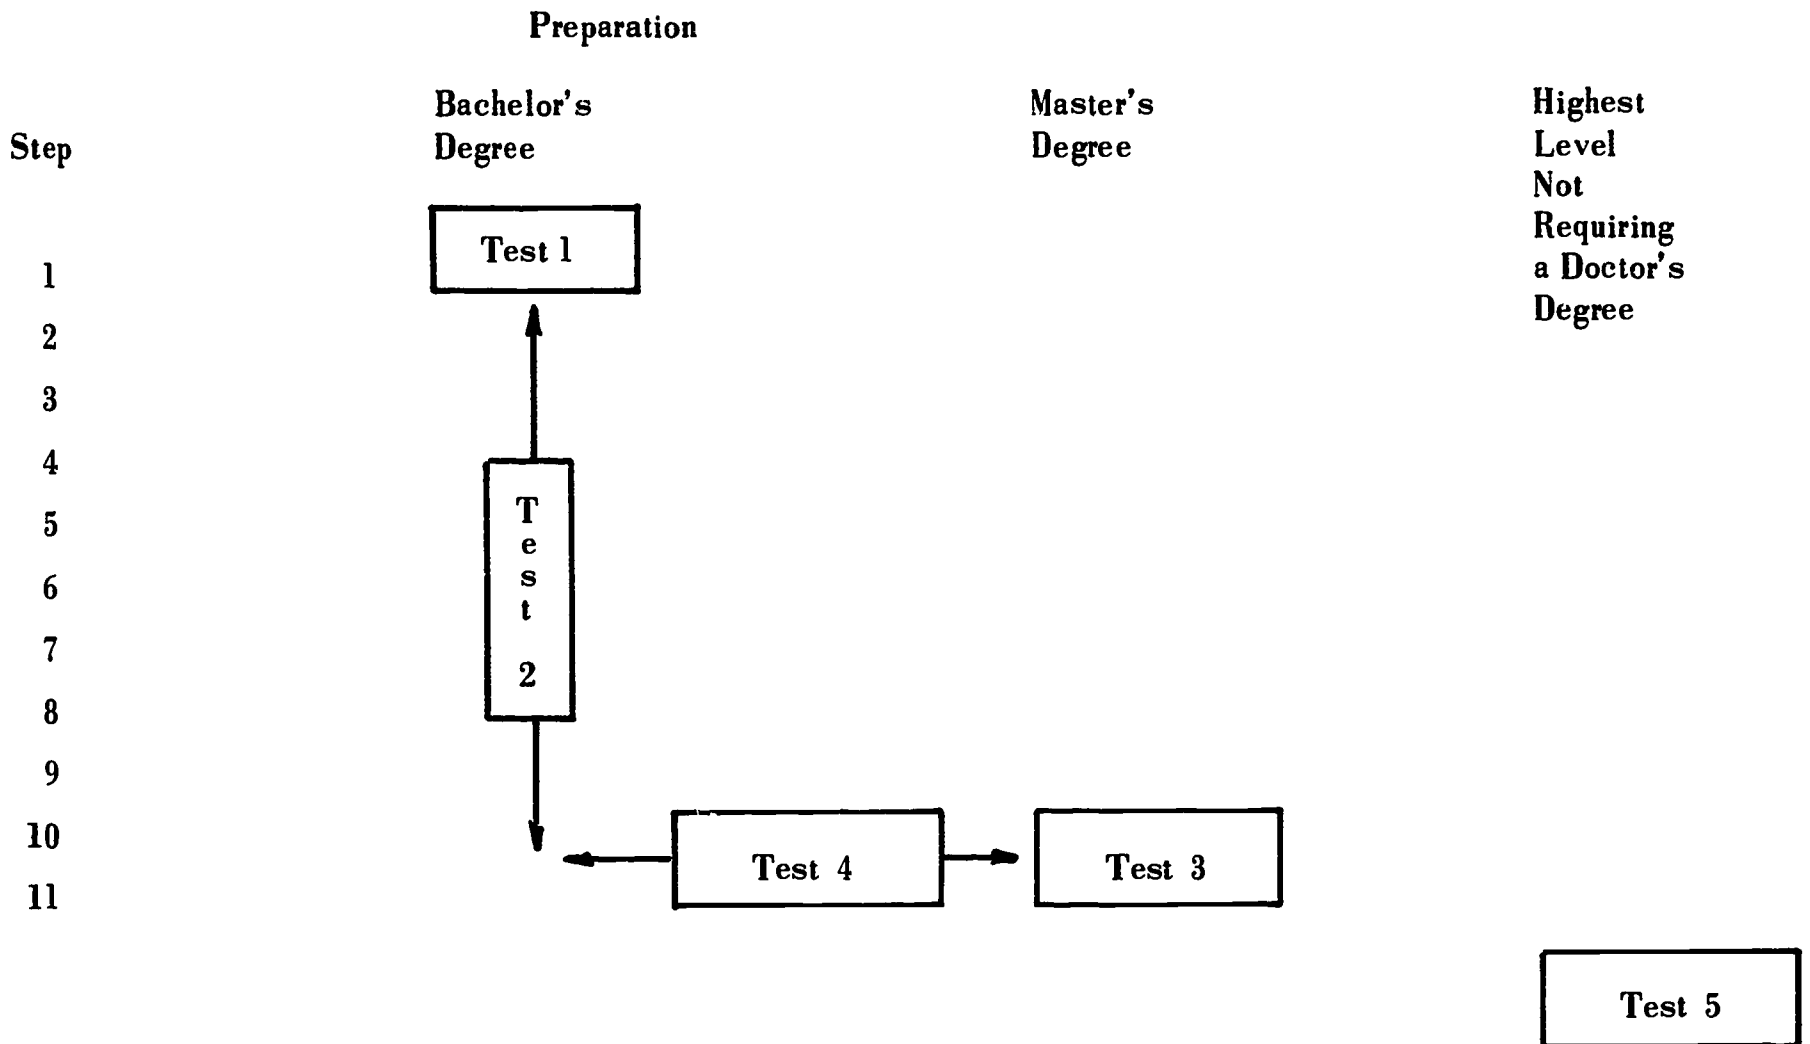 Preparation
Bachelor's
Degree
Master's
Degree
Highest
Level
Not
Requiring
a Doctor's
Degree
Step
Test 1
1
2
3
4
5
6
7
8
9
10
11
Test 2
Test 4
Test 3
Test 5